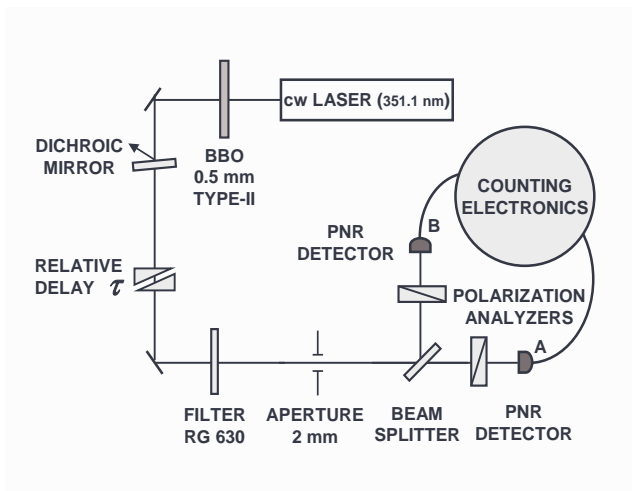 cw LASER (351.1 nm)
BBO
0.5 mm
TYPE-II
DICHROIC
MIRROR
COUNTING
ELECTRONICS
PNR
DETECTOR
B
RELATIVE
DELAY τ
POLARIZATION
ANALYZERS
A
FILTER
RG 630
APERTURE
2 mm
BEAM
SPLITTER
PNR
DETECTOR